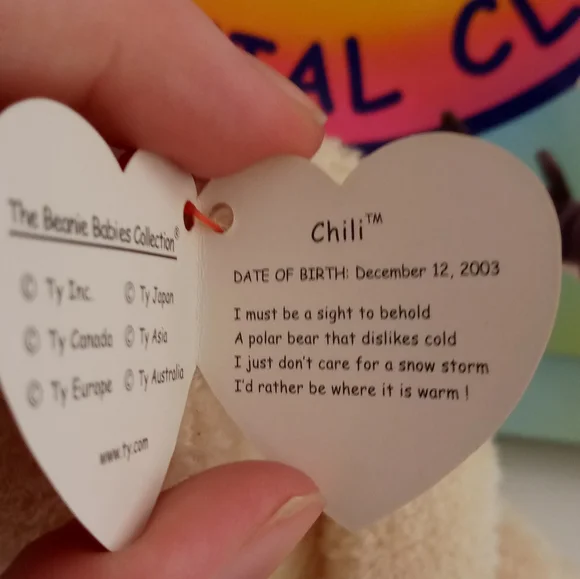 TAL CL
The Beanie Babies Collection®
© Ty Inc. © Ty Japan
© Ty Canada © Ty Asia
© Ty Europe © Ty Australia
www.ty.com
Chili™
DATE OF BIRTH: December 12, 2003
I must be a sight to behold
A polar bear that dislikes cold
I just don't care for a snow storm
I'd rather be where it is warm !